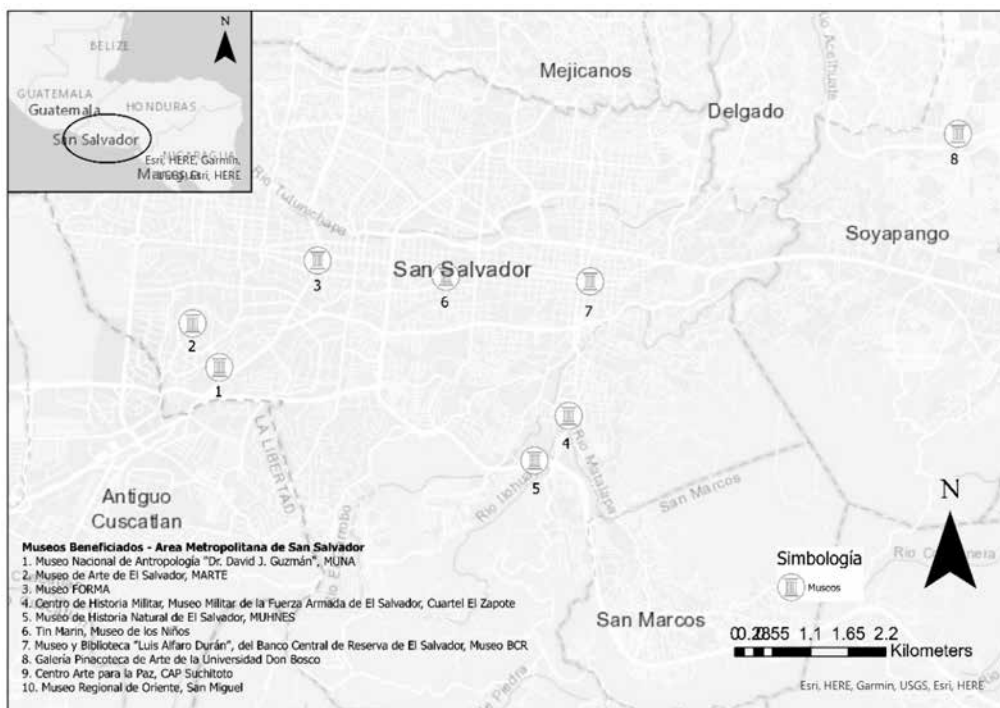 N
BELIZE
GUATEMALA
Guatemala
HONDURAS
San Salvador
NICARAGUA
Esri, HERE, Garmin,
USGS, Esri, HERE
Mejicanos
Delgado
Río Acelhuate
8
Río Tutunichapa
Soyapango
San Salvador
3
6
7
2
1
4
5
LA LIBERTAD
Río Matalapa
San Marcos
Antiguo
Cuscatlan
N
Museos Beneficiados - Area Metropolitana de San Salvador
1. Museo Nacional de Antropología "Dr. David J. Guzmán", MUNA
2. Museo de Arte de El Salvador, MARTE
3. Museo FORMA
4. Centro de Historia Militar, Museo Militar de la Fuerza Armada de El Salvador, Cuartel El Zapote
5. Museo de Historia Natural de El Salvador, MUHNES
6. Tin Marin, Museo de los Niños
7. Museo y Biblioteca "Luis Alfaro Durán", del Banco Central de Reserva de El Salvador, Museo BCR
8. Galería Pinacoteca de Arte de la Universidad Don Bosco
9. Centro Arte para la Paz, CAP Suchitoto
10. Museo Regional de Oriente, San Miguel
Simbología
Museos
San Marcos
1.1 1.65 2.2
Kilometers
Esri, HERE, Garmin, USGS, Esri, HERE